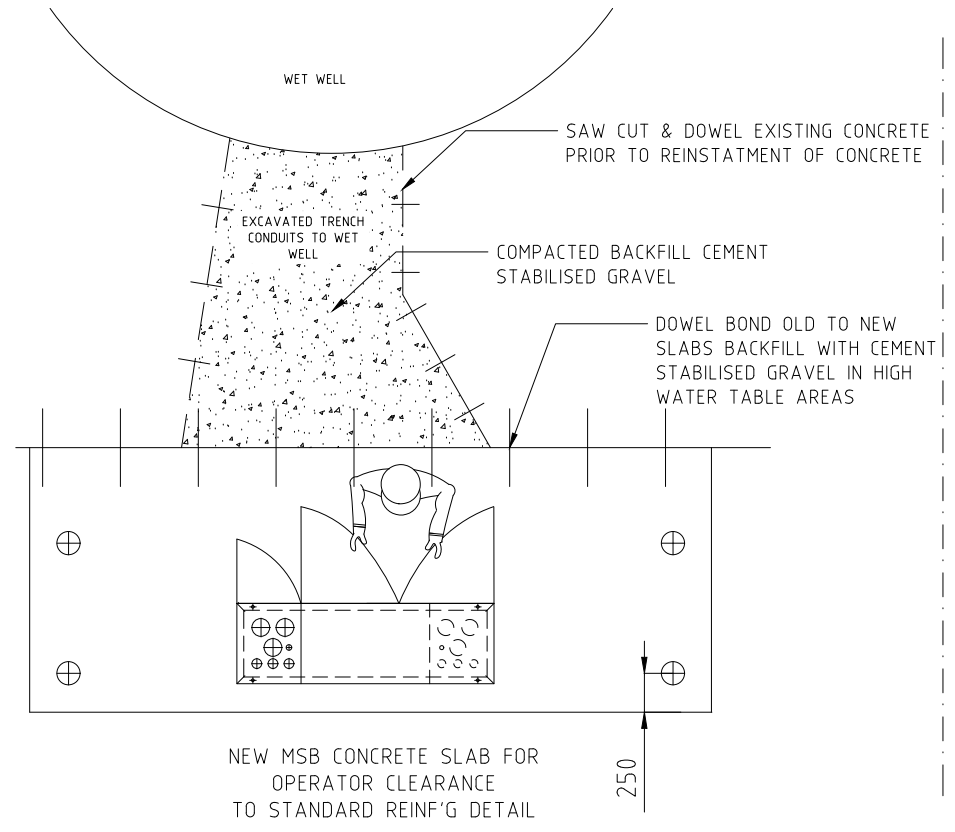 WET WELL
SAW CUT & DOWEL EXISTING CONCRETE
PRIOR TO REINSTATMENT OF CONCRETE
EXCAVATED TRENCH
CONDUITS TO WET
WELL
COMPACTED BACKFILL CEMENT
STABILISED GRAVEL
DOWEL BOND OLD TO NEW
SLABS BACKFILL WITH CEMENT
STABILISED GRAVEL IN HIGH
WATER TABLE AREAS
250
NEW MSB CONCRETE SLAB FOR
OPERATOR CLEARANCE
TO STANDARD REINF'G DETAIL